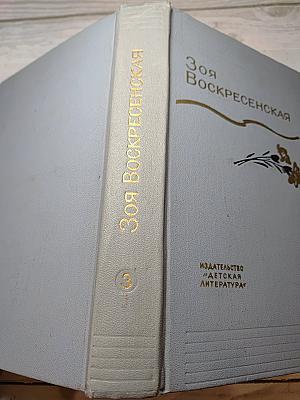 Зоя Воскресенская
3
Зоя
Воскресенская
ИЗДАТЕЛЬСТВО
„ДЕТСКАЯ
ЛИТЕРАТУРА“